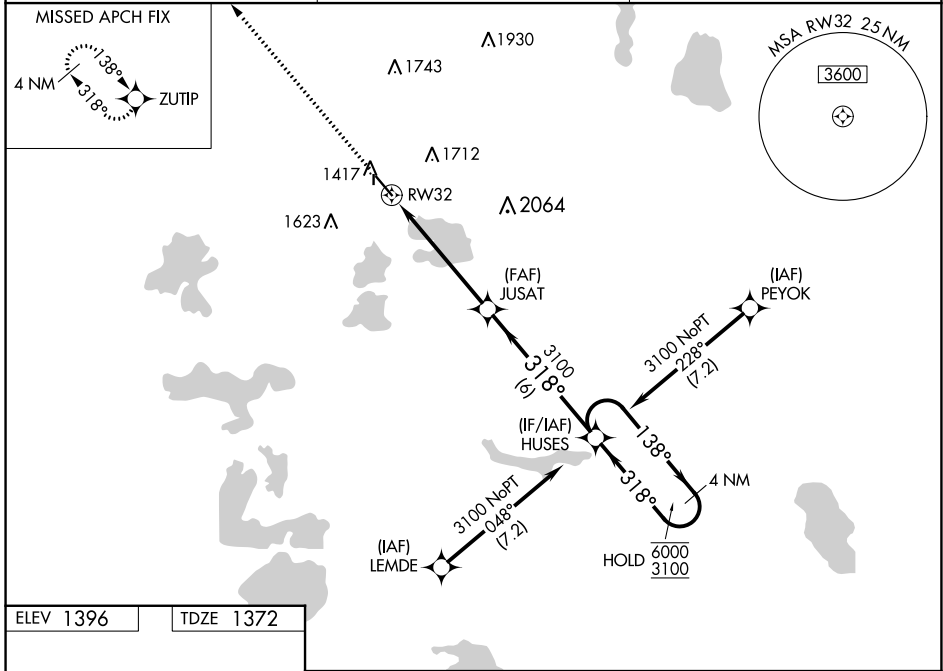 MISSED APCH FIX
4 NM
138°
318°
ZUTIP
1930
1743
1712
1417
RW32
1623
2064
MSA RW32 25 NM
3600
(FAF)
JUSAT
(IAF)
PEYOK
3100 NoPT
228°
(7.2)
3100
318°
(6)
(IF/IAF)
HUSES
138°
318°
4 NM
3100 NoPT
048°
(7.2)
(IAF)
LEMDE
HOLD
6000
3100
ELEV 1396
TDZE 1372